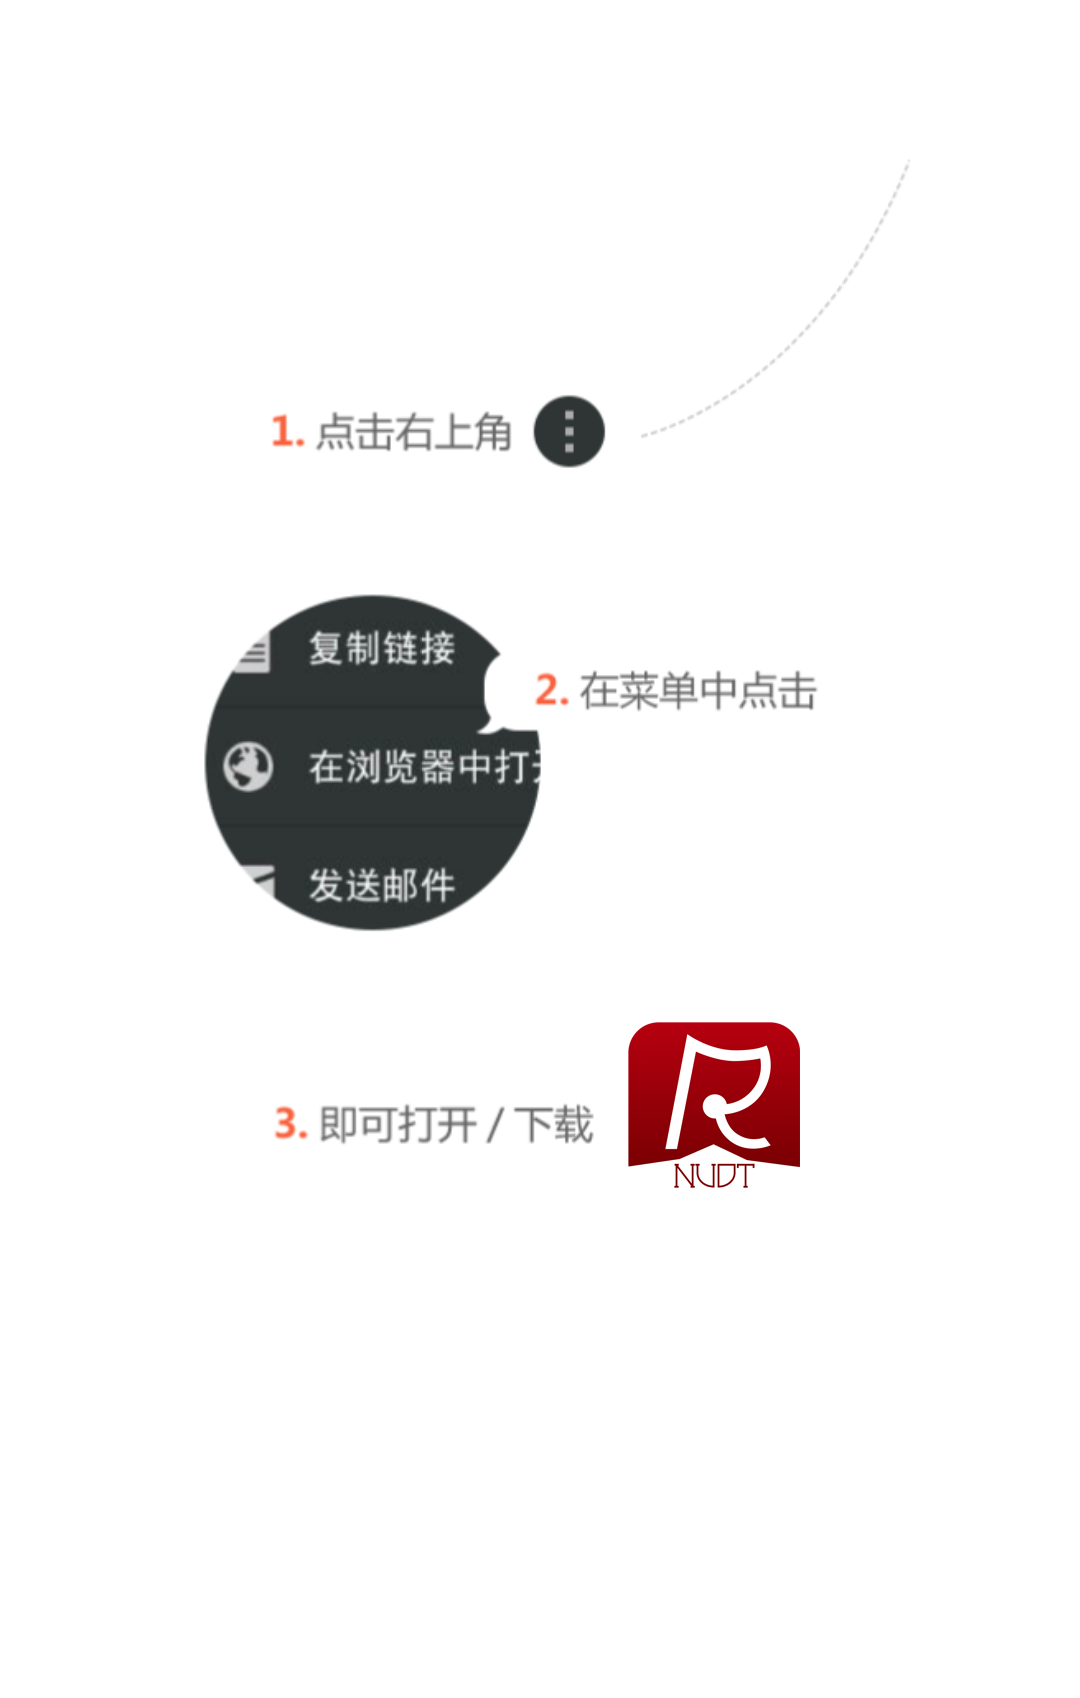 1. 点击右上角
复制链接
2. 在菜单中点击
在浏览器中打
发送邮件
3. 即可打开 / 下载
NUDT